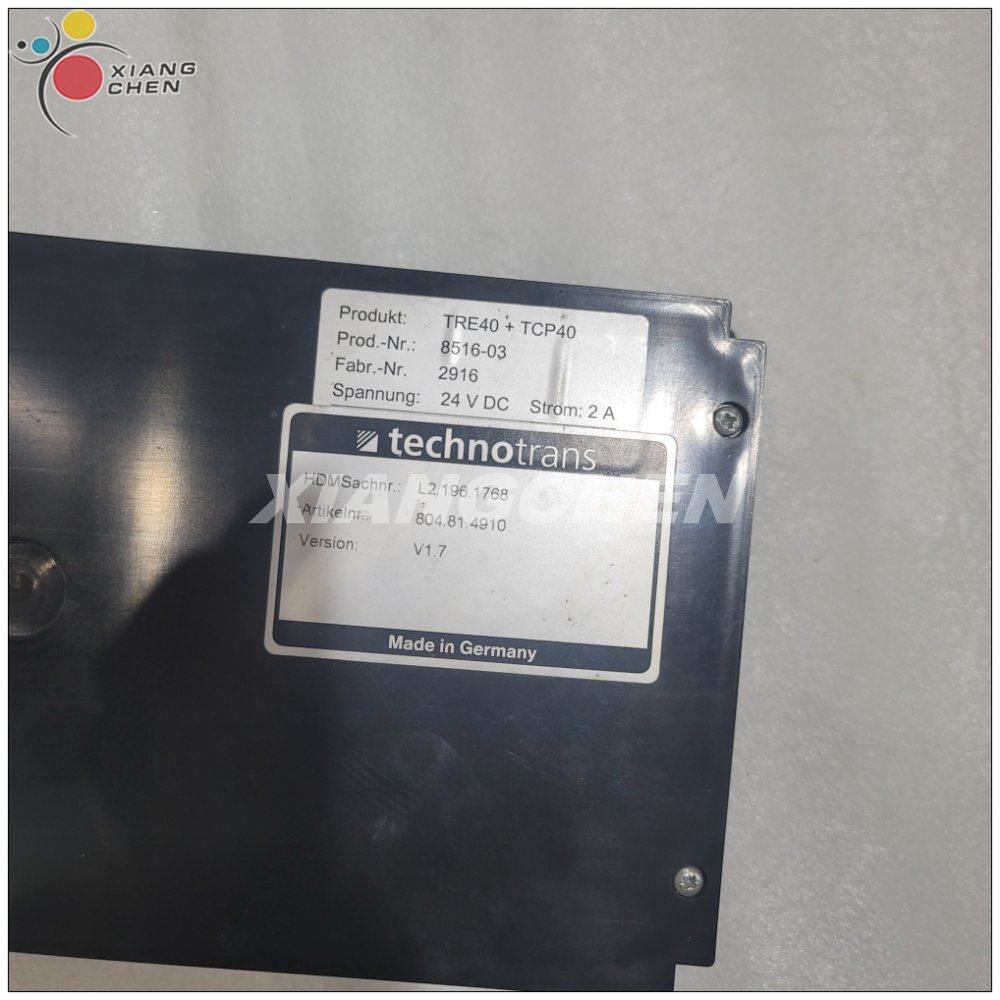 XIANG
CHEN
Produkt: TRE40 + TCP40
Prod.-Nr.: 8516-03
Fabr.-Nr. 2916
Spannung: 24 V DC Strom: 2 A
technotrans
HDMSachnr.: L2.196.1768
XIANGCHEN
Artikelnr.: 804.81.4910
Version: V1.7
Made in Germany